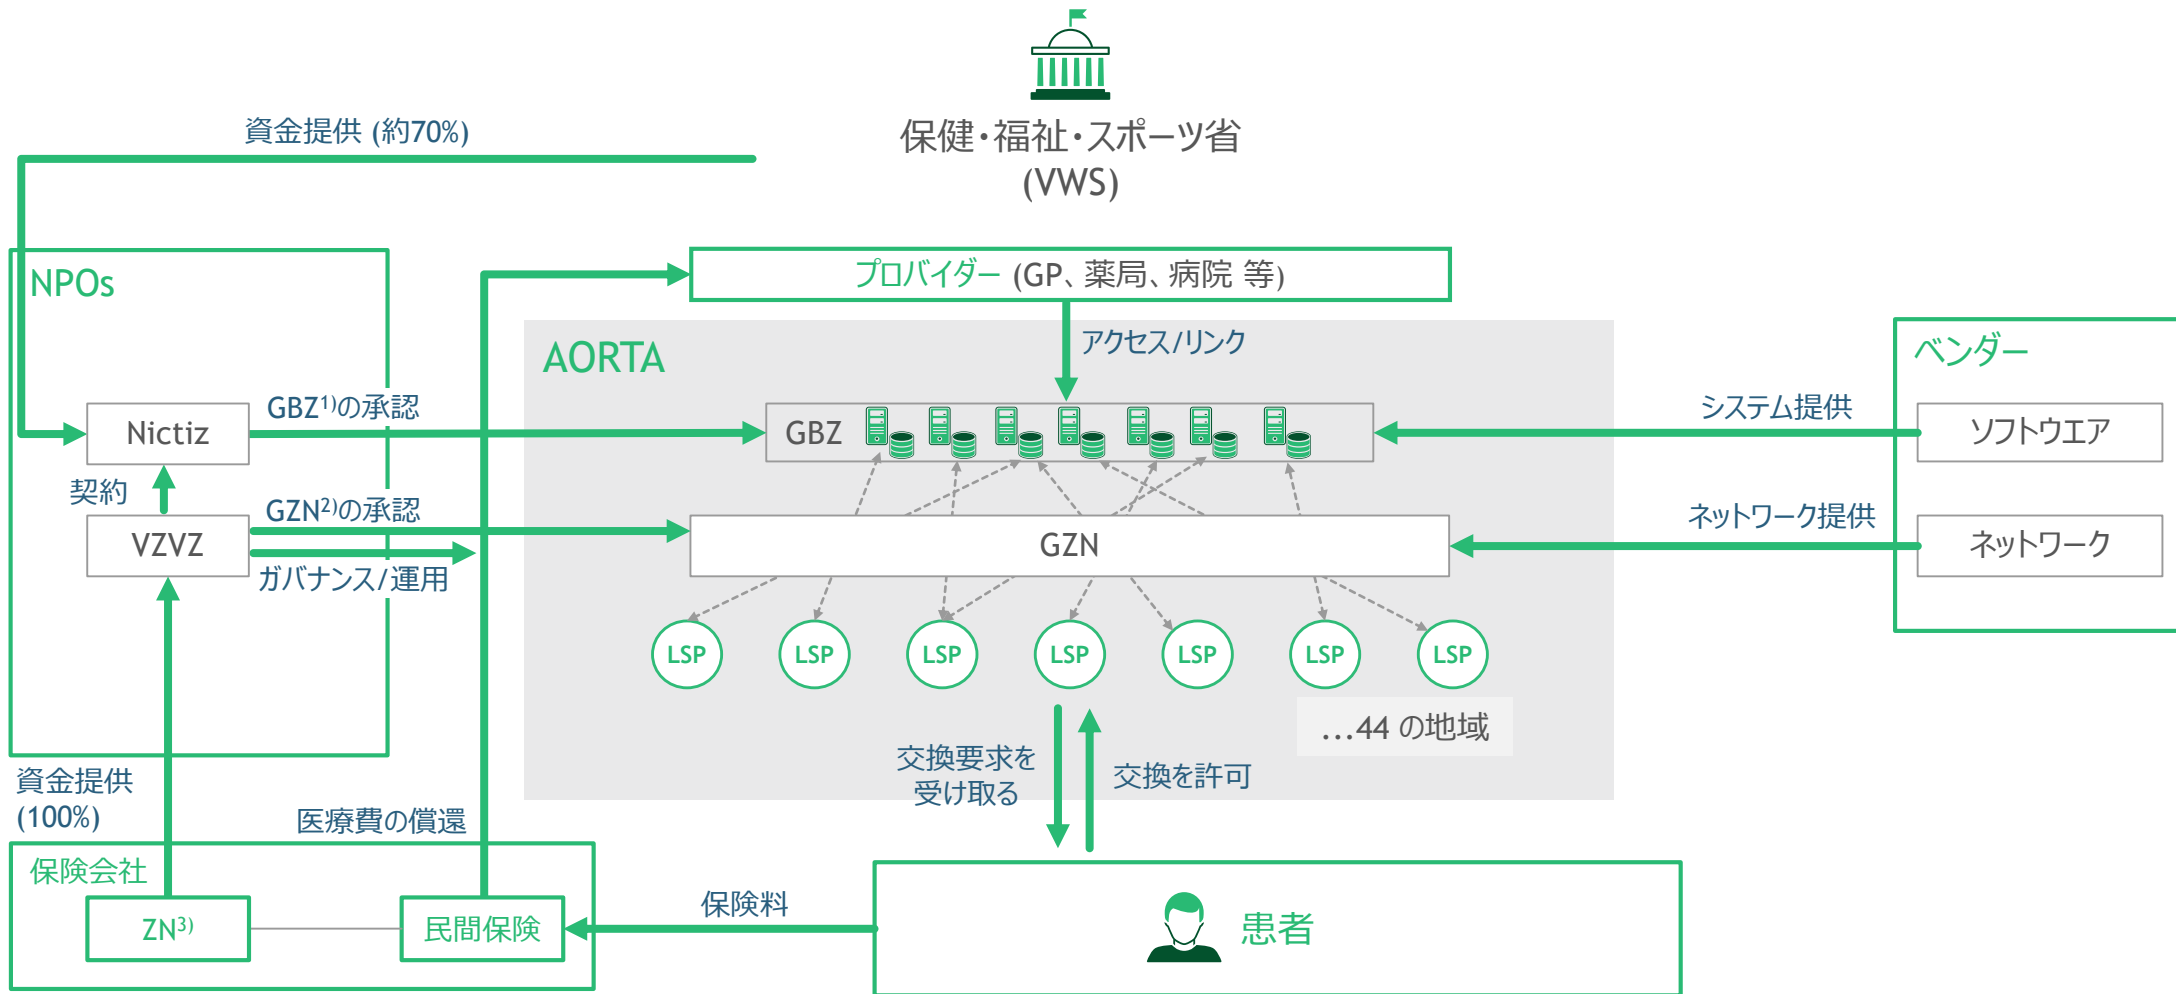 保健・福祉・スポーツ省
(VWS)
資金提供 (約70%)
NPOs
プロバイダー (GP、薬局、病院 等)
アクセス/リンク
AORTA
ベンダー
Nictiz
GBZ1)の承認
GBZ
システム提供
ソフトウエア
契約
VZVZ
GZN2)の承認
ガバナンス/運用
GZN
ネットワーク提供
ネットワーク
LSP
LSP
LSP
LSP
LSP
LSP
LSP
…44 の地域
交換要求を
受け取る
交換を許可
資金提供
(100%)
医療費の償還
保険会社
ZN3)
民間保険
保険料
患者